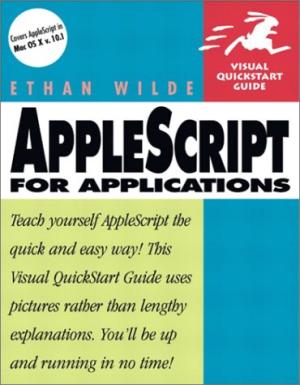 Covers AppleScript in
Mac OS X v. 10.1
VISUAL
QUICKSTART
GUIDE
ETHAN WILDE
APPLESCRIPT
FOR APPLICATIONS
Teach yourself AppleScript the
quick and easy way! This
Visual QuickStart Guide uses
pictures rather than lengthy
explanations. You'll be up
and running in no time!